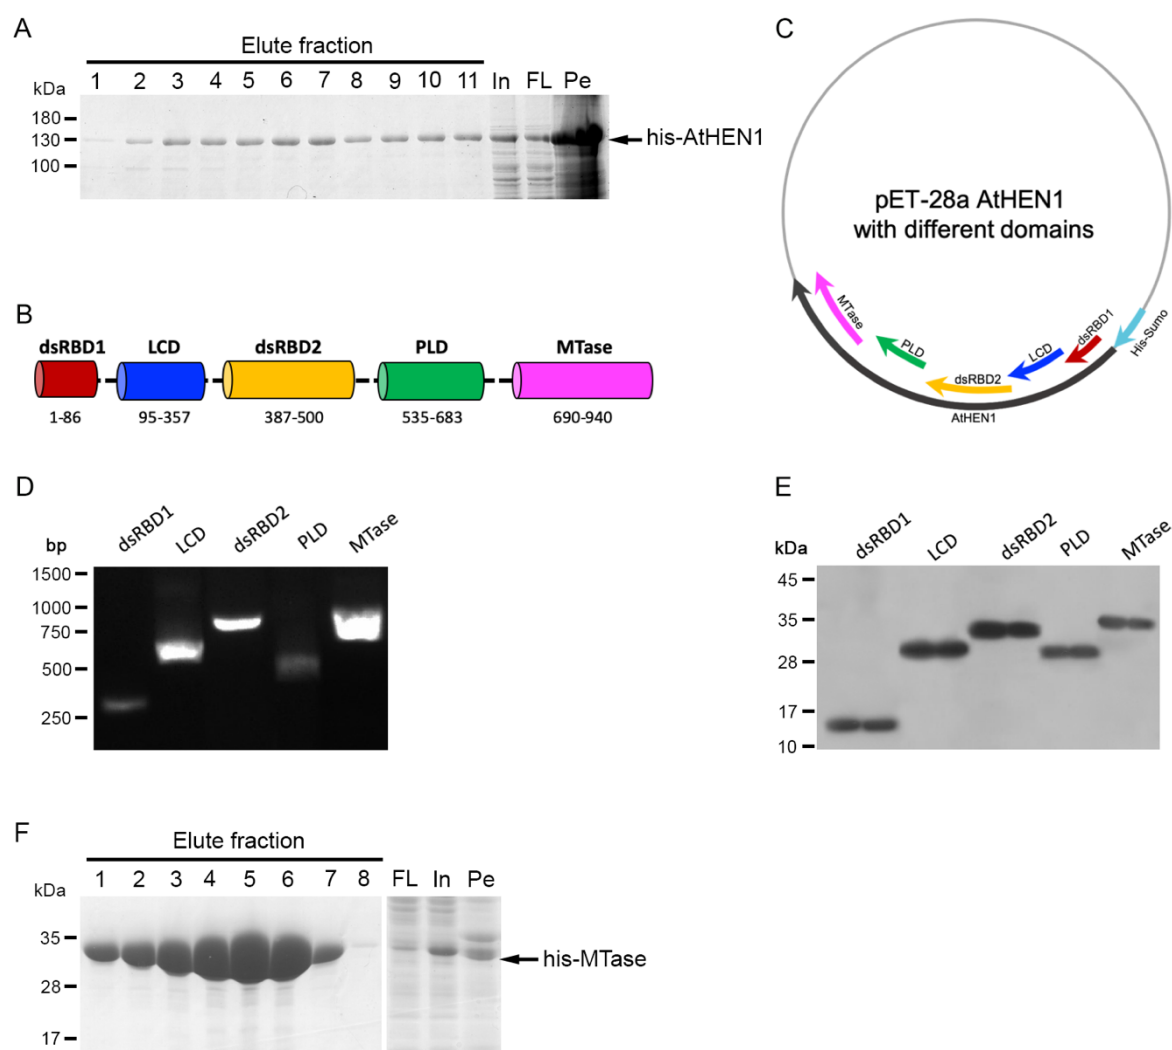 A
Elute fraction
1 2 3 4 5 6 7 8 9 10 11 In FL Pe
kDa
180
130
100
his-AtHEN1
B
dsRBD1 LCD dsRBD2 PLD MTase
1-86 95-357 387-500 535-683 690-940
C
pET-28a AtHEN1
with different domains
MTase
PLD
dsRBD2
LCD
dsRBD1
His-Sumo
AtHEN1
D
dsRBD1 LCD dsRBD2 PLD MTase
bp
1500
1000
750
500
250
E
dsRBD1 LCD dsRBD2 PLD MTase
kDa
45
35
28
17
10
F
Elute fraction
1 2 3 4 5 6 7 8 FL In Pe
kDa
35
28
17
his-MTase